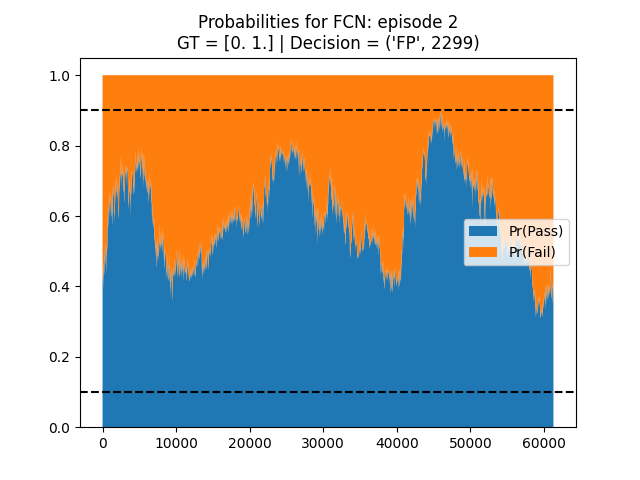 Probabilities for FCN: episode 2
GT = [0. 1.] | Decision = ('FP', 2299)
1.0
0.8
0.6
0.4
0.2
0.0
Pr(Pass)
Pr(Fail)
0 10000 20000 30000 40000 50000 60000